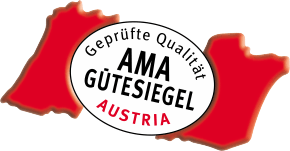 Geprüfte Qualität
AMA
GÜTESIEGEL
AUSTRIA